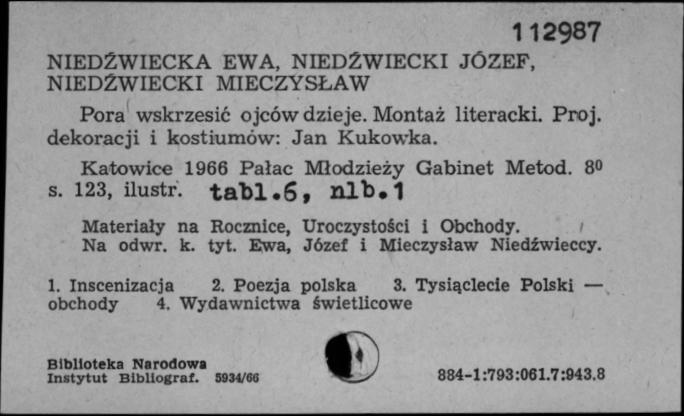 112987
NIEDŹWIECKA EWA, NIEDŹWIECKI JÓZEF,
NIEDŹWIECKI MIECZYSŁAW
Pora wskrzesić ojców dzieje. Montaż literacki. Proj.
dekoracji i kostiumów: Jan Kukowka.
Katowice 1966 Pałac Młodzieży Gabinet Metod. 8⁰
s. 123, ilustr. tabl.6, nlb.1
Materiały na Rocznice, Uroczystości i Obchody.
Na odwr. k. tyt. Ewa, Józef i Mieczysław Niedźwieccy.
1. Inscenizacja 2. Poezja polska 3. Tysiąclecie Polski —
obchody 4. Wydawnictwa świetlicowe
Biblioteka Narodowa
Instytut Bibliograf. 5934/66
884-1:793:061.7:943.8